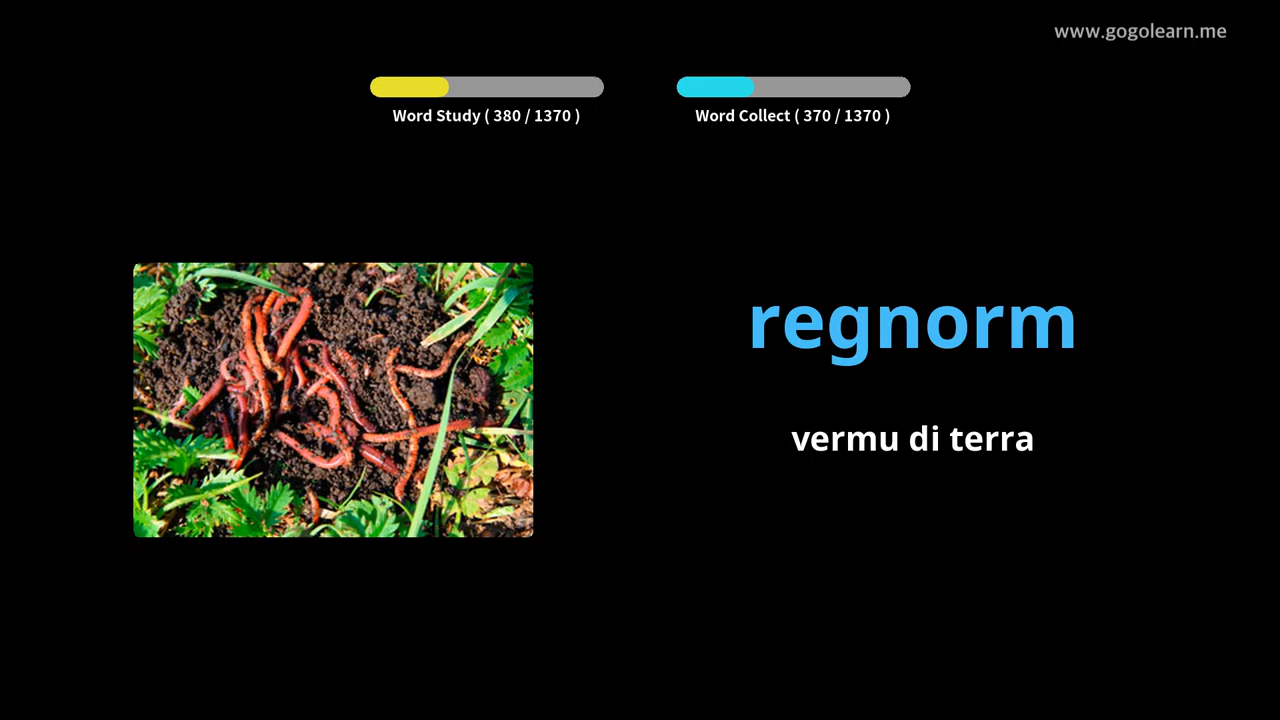 www.gogolearn.me
Word Study ( 380 / 1370 )
Word Collect ( 370 / 1370 )
regnorm
vermu di terra